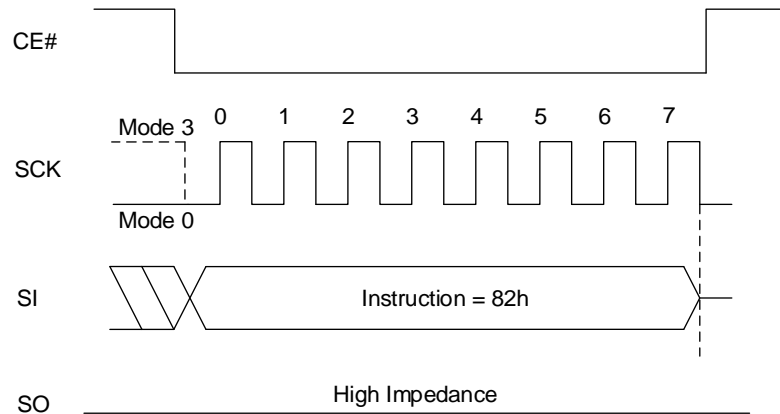 CE#
Mode 3 0 1 2 3 4 5 6 7
SCK
Mode 0
SI Instruction = 82h
SO High Impedance